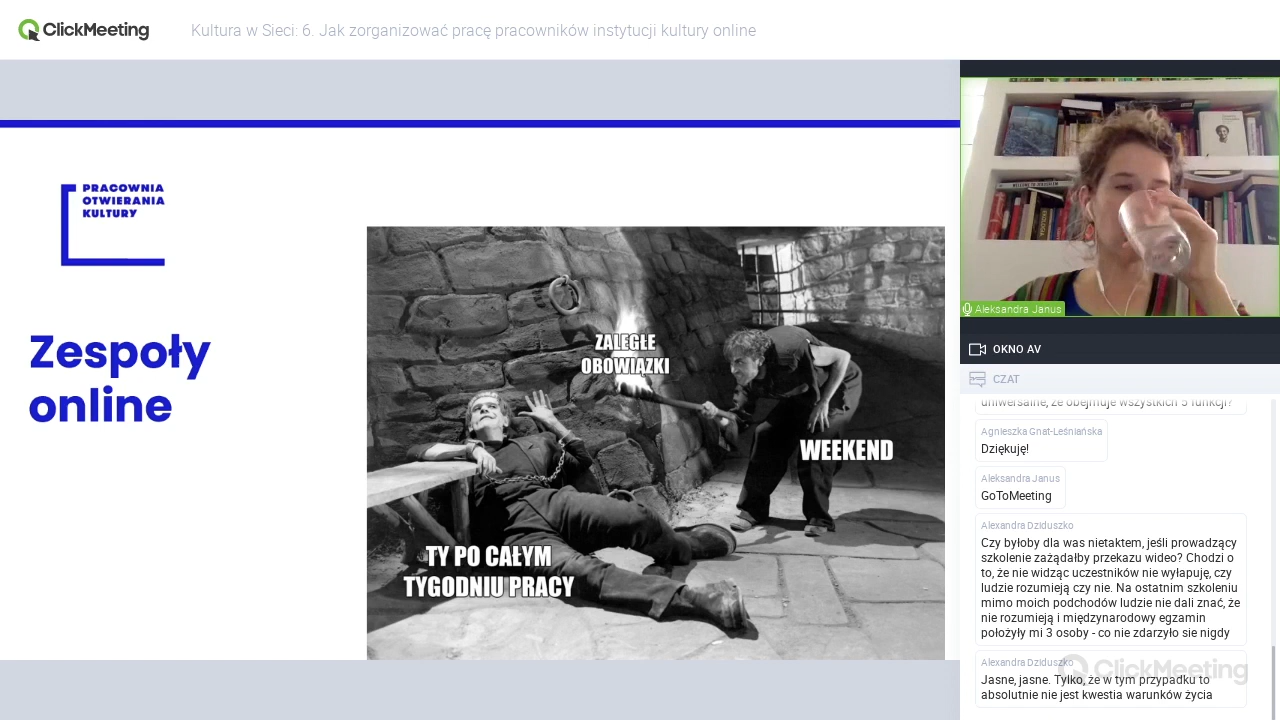 ClickMeeting
Kultura w Sieci: 6. Jak zorganizować pracę pracowników instytucji kultury online
PRACOWNIA
OTWIERANIA
KULTURY
Zespoły
online
ZALEGŁE
OBOWIĄZKI
WEEKEND
TY PO CAŁYM
TYGODNIU PRACY
Aleksandra Janus
OKNO AV
CZAT
uniwersalne, że obejmuje wszystkich 5 funkcji?
Agnieszka Gnat-Leśniańska
Dziękuję!
Aleksandra Janus
GoToMeeting
Alexandra Dziduszko
Czy byłoby dla was nietaktem, jeśli prowadzący
szkolenie zażądałby przekazu wideo? Chodzi o
to, że nie widząc uczestników nie wyłapuję, czy
ludzie rozumieją czy nie. Na ostatnim szkoleniu
mimo moich podchodów ludzie nie dali znać, że
nie rozumieją i międzynarodowy egzamin
położyły mi 3 osoby - co nie zdarzyło sie nigdy
Alexandra Dziduszko
Jasne, jasne. Tylko, że w tym przypadku to
absolutnie nie jest kwestia warunków życia
ClickMeeting